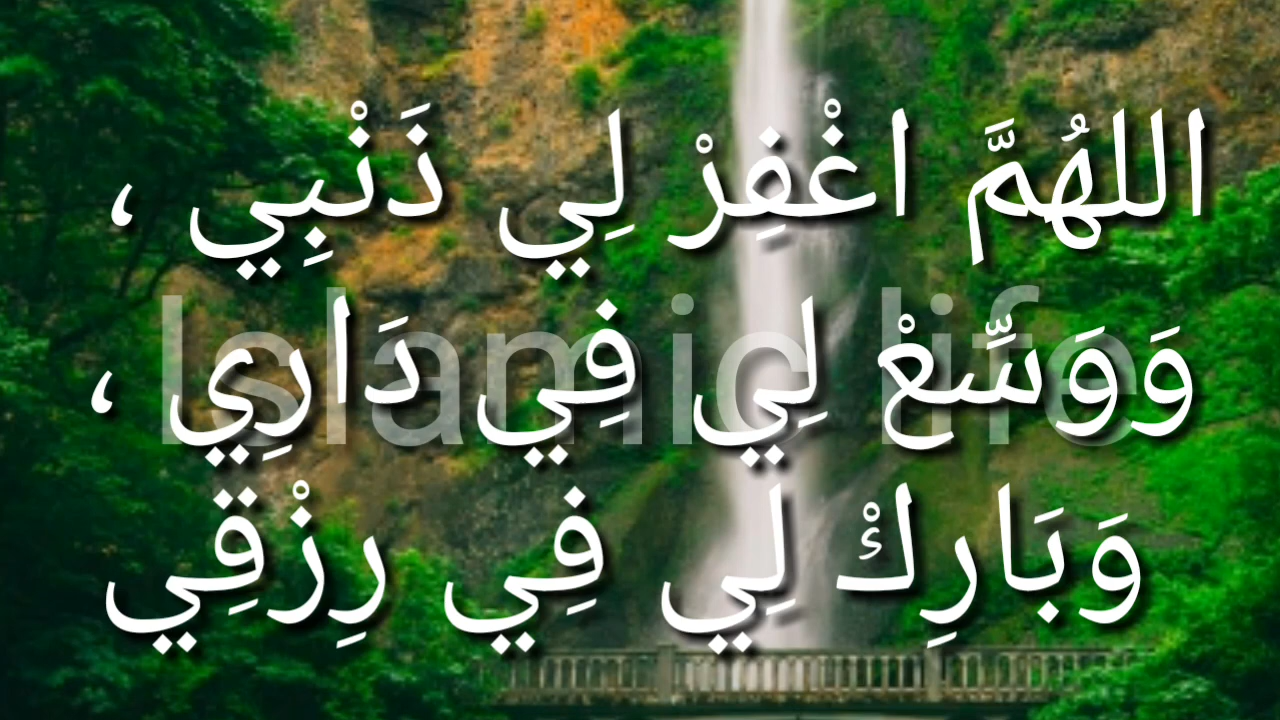 اللهُمَّ اغْفِرْ لِي ذَنْبِي ،
وَوَسِّعْ لِي فِي دَارِي ،
Islamic life
وَبَارِكْ لِي فِي رِزْقِي